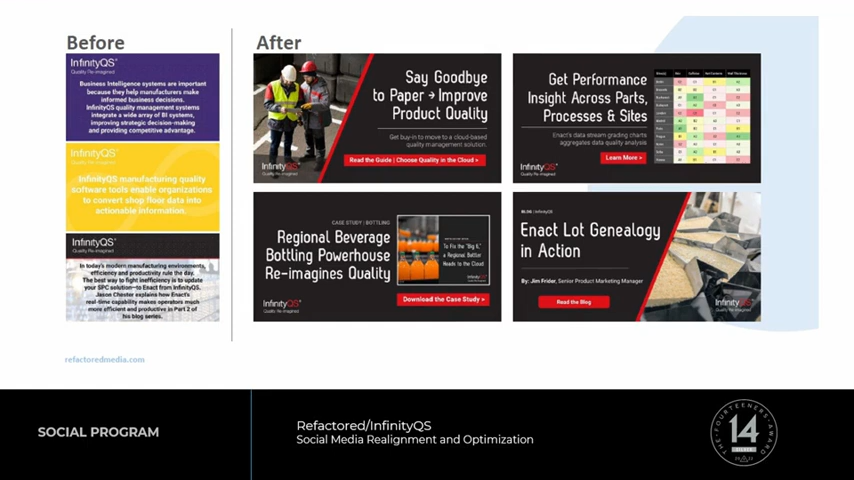 Before
After
InfinityQS
Quality Re-imagined
Business Intelligence systems are important
because they help manufacturers make
informed business decisions.
InfinityQS quality management systems
integrate a wide array of BI systems,
improving strategic decision-making
and providing competitive advantage.
InfinityQS
Quality Re-imagined
InfinityQS manufacturing quality
software tools enable organizations
to convert shop floor data into
actionable information.
InfinityQS
Quality Re-imagined
In today's modern manufacturing environments,
efficiency and productivity rule the day.
The best way to fight inefficiency is to update
your SPC solution—to Enact from InfinityQS.
Jason Chester explains how Enact's
real-time capability makes operators much
more efficient and productive in Part 2 of
his blog series.
Say Goodbye
to Paper → Improve
Product Quality
Get buy-in to move to a cloud-based
quality management solution.
InfinityQS
Quality Re-imagined
Read the Guide | Choose Quality in the Cloud >
Get Performance
Insight Across Parts,
Processes & Sites
Enact's data stream grading charts
aggregates data quality analysis
InfinityQS
Quality Re-imagined
Learn More >
CASE STUDY | BOTTLING
Regional Beverage
Bottling Powerhouse
Re-imagines Quality
To Fix the "Big 6,"
a Regional Bottler
Heads to the Cloud
InfinityQS
Quality Re-imagined
Download the Case Study >
BLOG | InfinityQS
Enact Lot Genealogy
in Action
By: Jim Frider, Senior Product Marketing Manager
Read the Blog
InfinityQS
Quality Re-imagined
refactoredmedia.com
SOCIAL PROGRAM
Refactored/InfinityQS
Social Media Realignment and Optimization
THE FOURTEENERS AWARD
14
SILVER